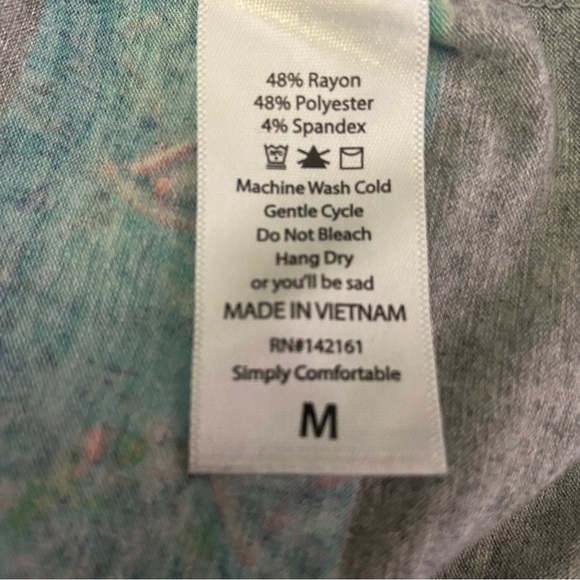 48% Rayon
48% Polyester
4% Spandex
Machine Wash Cold
Gentle Cycle
Do Not Bleach
Hang Dry
or you'll be sad
MADE IN VIETNAM
RN#142161
Simply Comfortable
M